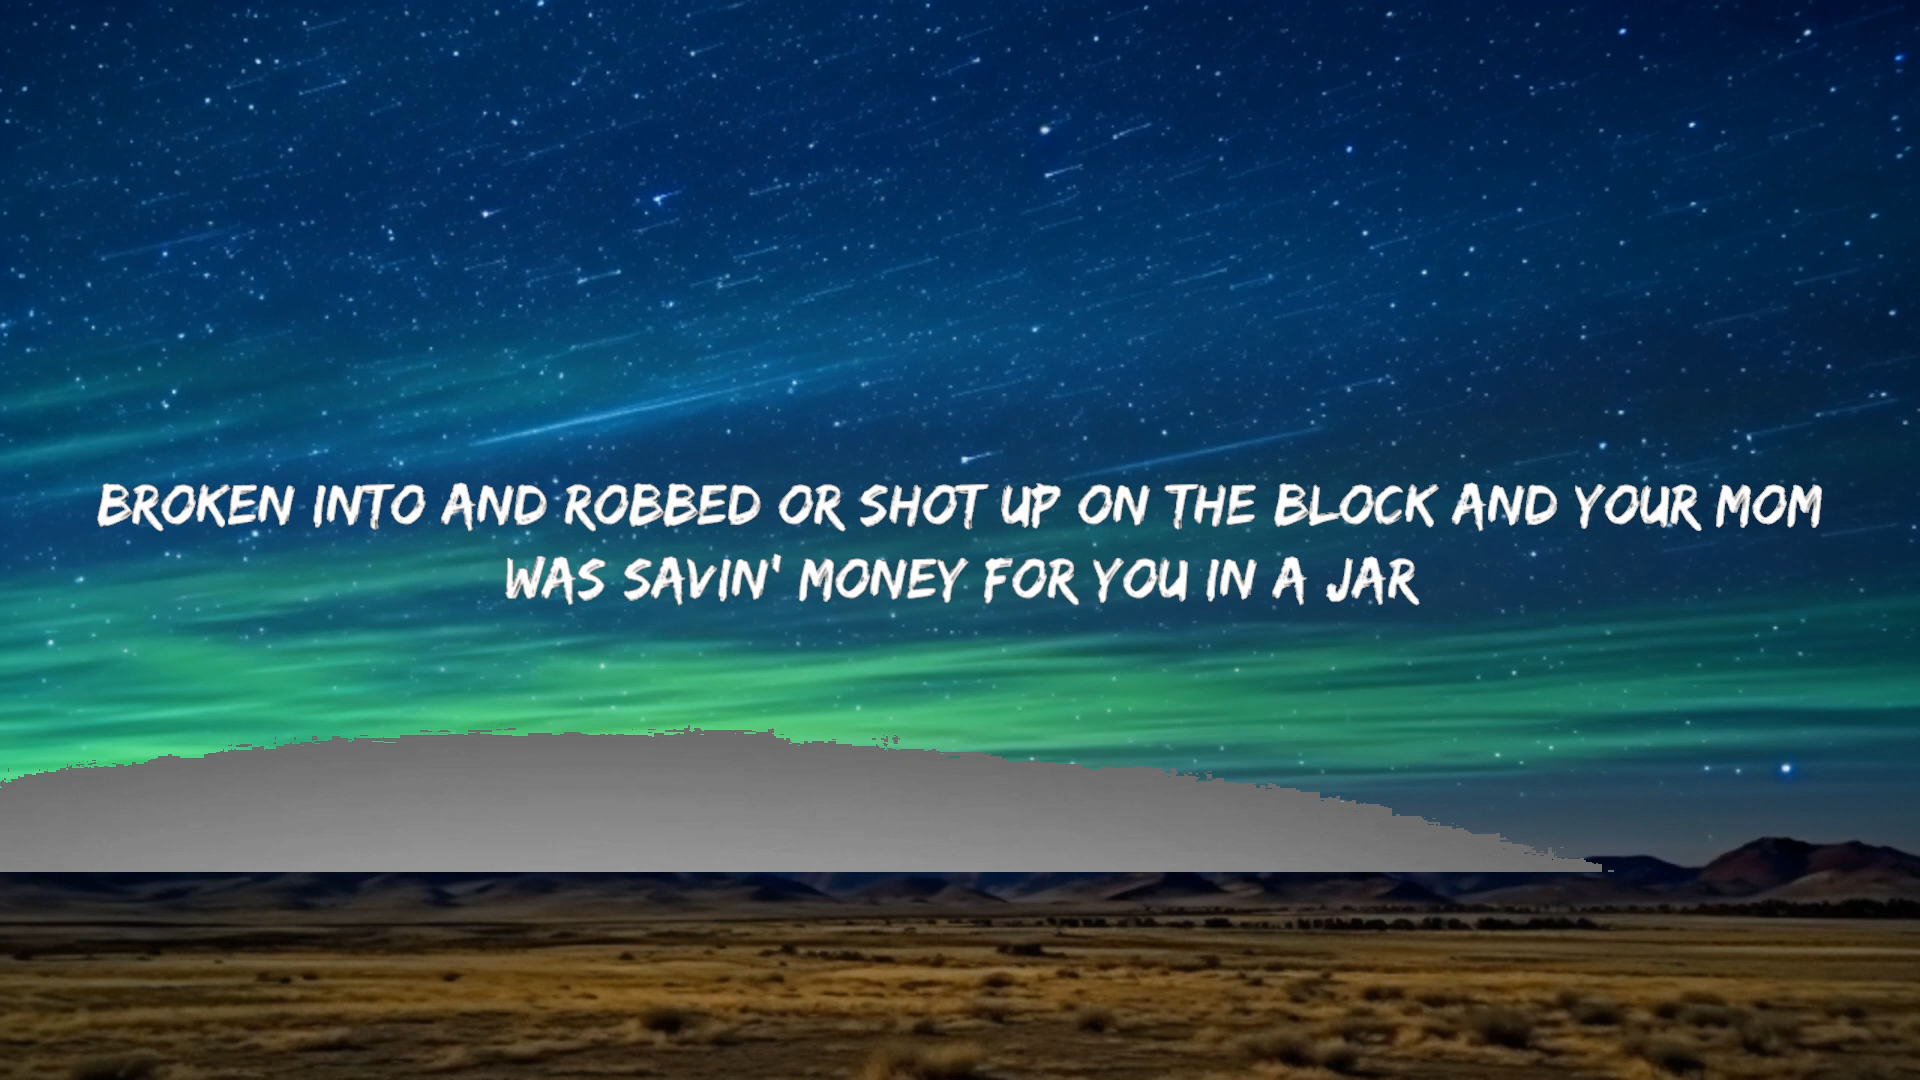 BROKEN INTO AND ROBBED OR SHOT UP ON THE BLOCK AND YOUR MOM
WAS SAVIN' MONEY FOR YOU IN A JAR